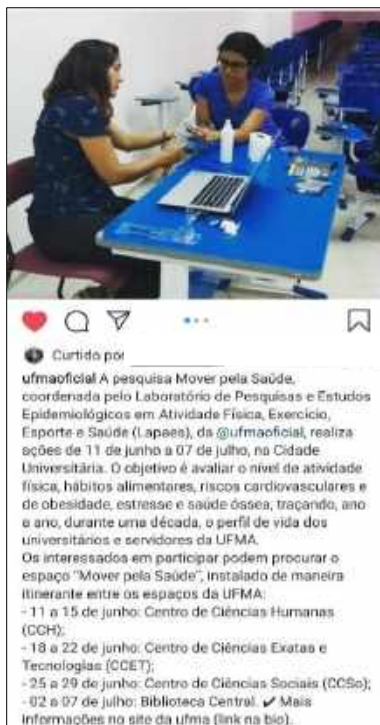 Curtido por
ufmaoficial A pesquisa Mover pela Saúde,
coordenada pelo Laboratório de Pesquisas e Estudos
Epidemiológicos em Atividade Física, Exercício,
Esporte e Saúde (Lapaes), da @ufmaoficial, realiza
ações de 11 de junho a 07 de julho, na Cidade
Universitária. O objetivo é avaliar o nível de atividade
física, hábitos alimentares, riscos cardiovasculares e
de obesidade, estresse e saúde óssea, traçando, ano
a ano, durante uma década, o perfil de vida dos
universitários e servidores da UFMA.
Os interessados em participar podem procurar o
espaço "Mover pela Saúde", instalado de maneira
itinerante entre os espaços da UFMA:
- 11 a 15 de junho: Centro de Ciências Humanas
(CCH);
- 18 a 22 de junho: Centro de Ciências Exatas e
Tecnologias (CCET);
- 25 a 29 de junho: Centro de Ciências Sociais (CCSo);
- 02 a 07 de julho: Biblioteca Central. ✔ Mais
informações no site da ufma (link na bio).